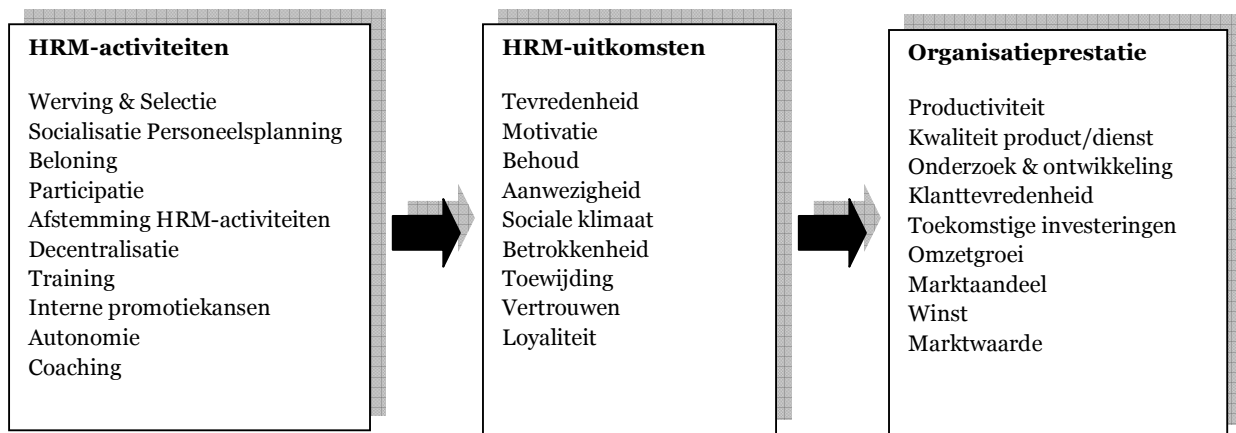 HRM-activiteiten
Werving & Selectie
Socialisatie Personeelsplanning
Beloning
Participatie
Afstemming HRM-activiteiten
Decentralisatie
Training
Interne promotiekansen
Autonomie
Coaching
HRM-uitkomsten
Tevredenheid
Motivatie
Behoud
Aanwezigheid
Sociale klimaat
Betrokkenheid
Toewijding
Vertrouwen
Loyaliteit
Organisatieprestatie
Productiviteit
Kwaliteit product/dienst
Onderzoek & ontwikkeling
Klanttevredenheid
Toekomstige investeringen
Omzetgroei
Marktaandeel
Winst
Marktwaarde